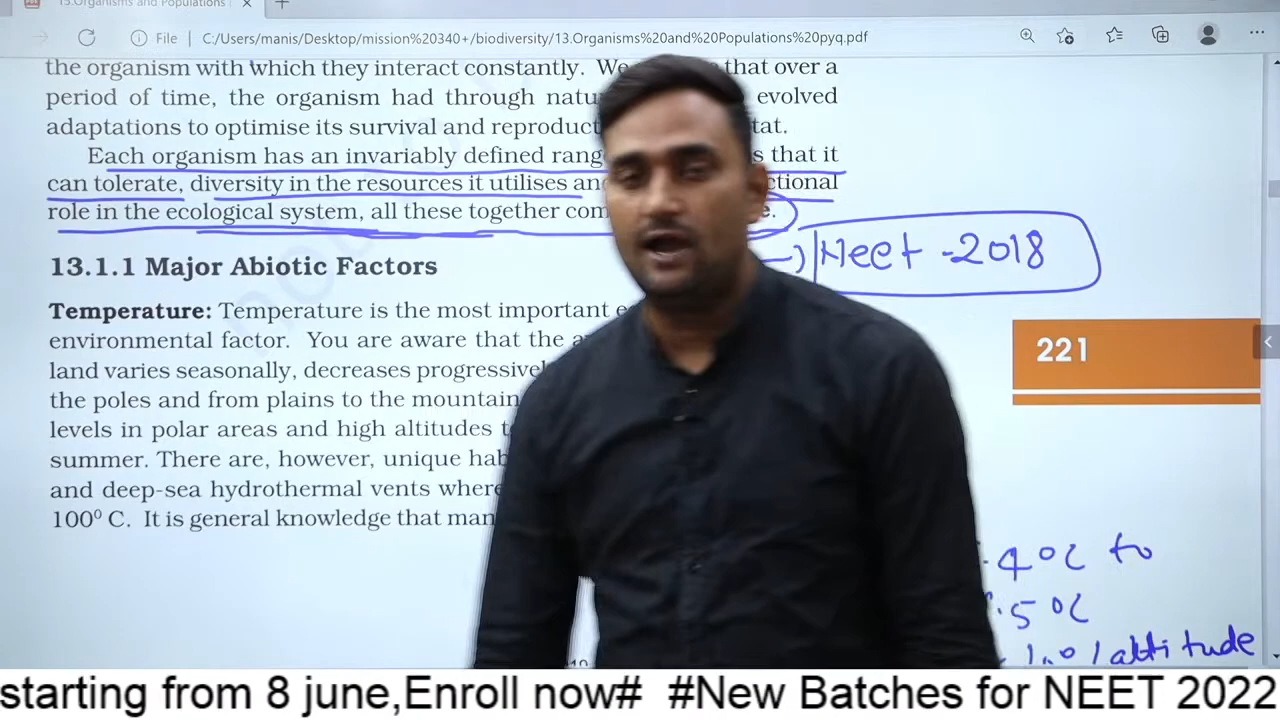 13.Organisms and Populations
File | C:/Users/manis/Desktop/mission%20340+/biodiversity/13.Organisms%20and%20Populations%20pyq.pdf
the organism with which they interact constantly. We that over a
period of time, the organism had through evolved
adaptations to optimise its survival and
Each organism has an invariably defined that it
can tolerate, diversity in the resources it utilises
role in the ecological system, all these together
Neet -2018
13.1.1 Major Abiotic Factors
Temperature: Temperature is the most important
environmental factor. You are aware that the
land varies seasonally, decreases
the poles and from plains to the
levels in polar areas and high altitudes
summer. There are, however, unique
and deep-sea hydrothermal vents
100⁰ C. It is general knowledge that
221
4°C to
5°C
altitude
starting from 8 june,Enroll now# #New Batches for NEET 2022